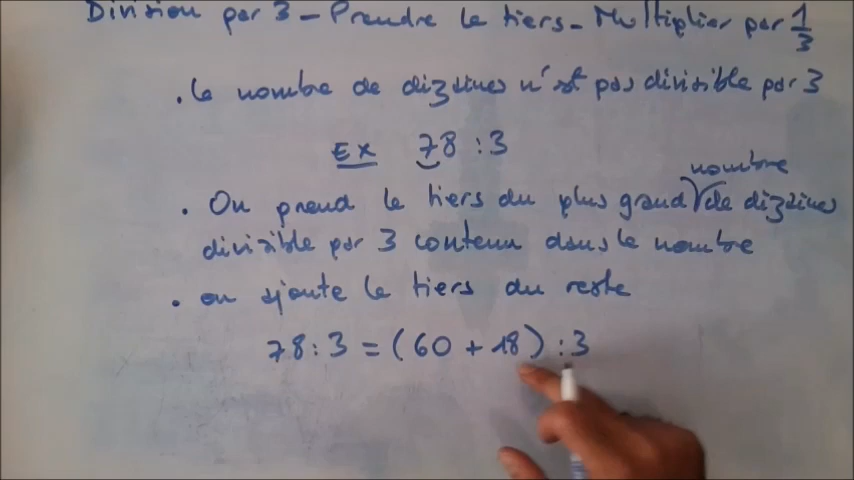 Division par 3 - Prendre le tiers - Multiplier par 1/3
. le nombre de dizaines n'est pas divisible par 3
Ex 78 : 3
nombre
. On prend le tiers du plus grand de dizaines
divisible par 3 contenu dans le nombre
. on ajoute le tiers du reste
78 : 3 = (60 + 18) : 3